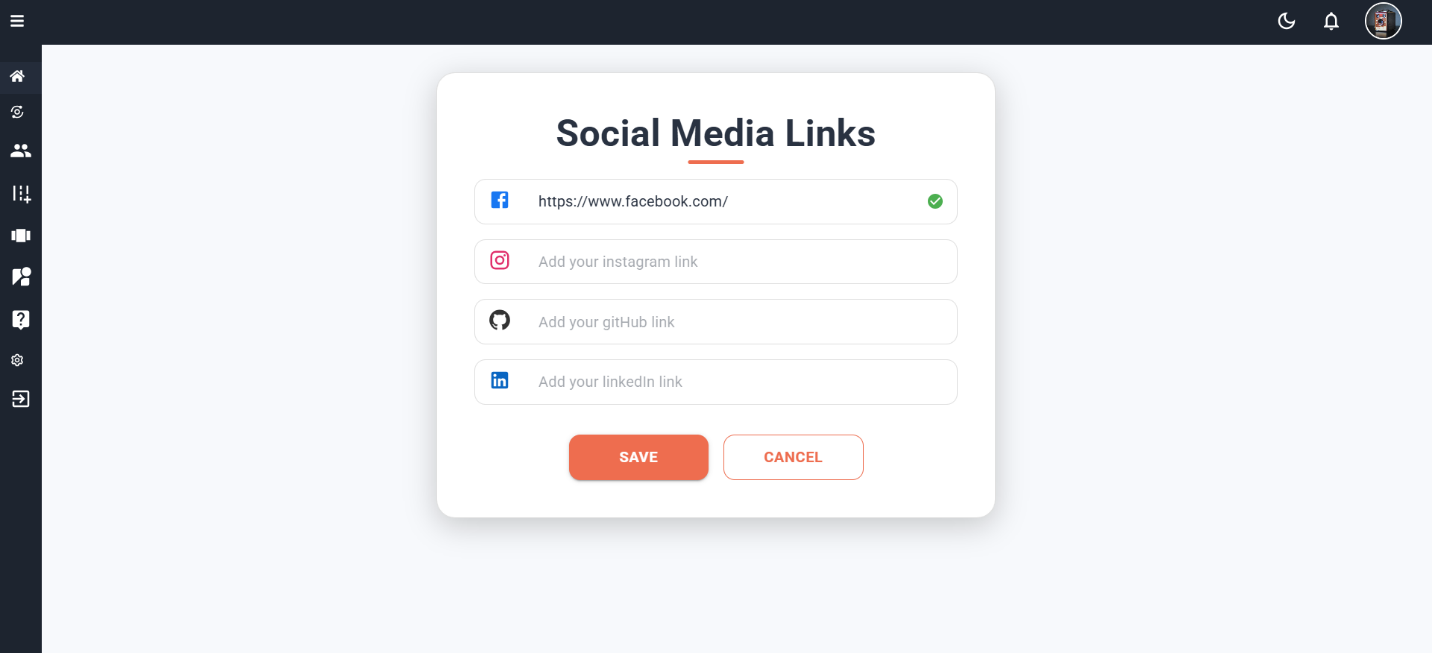 Social Media Links
https://www.facebook.com/
Add your instagram link
Add your gitHub link
Add your linkedIn link
SAVE
CANCEL